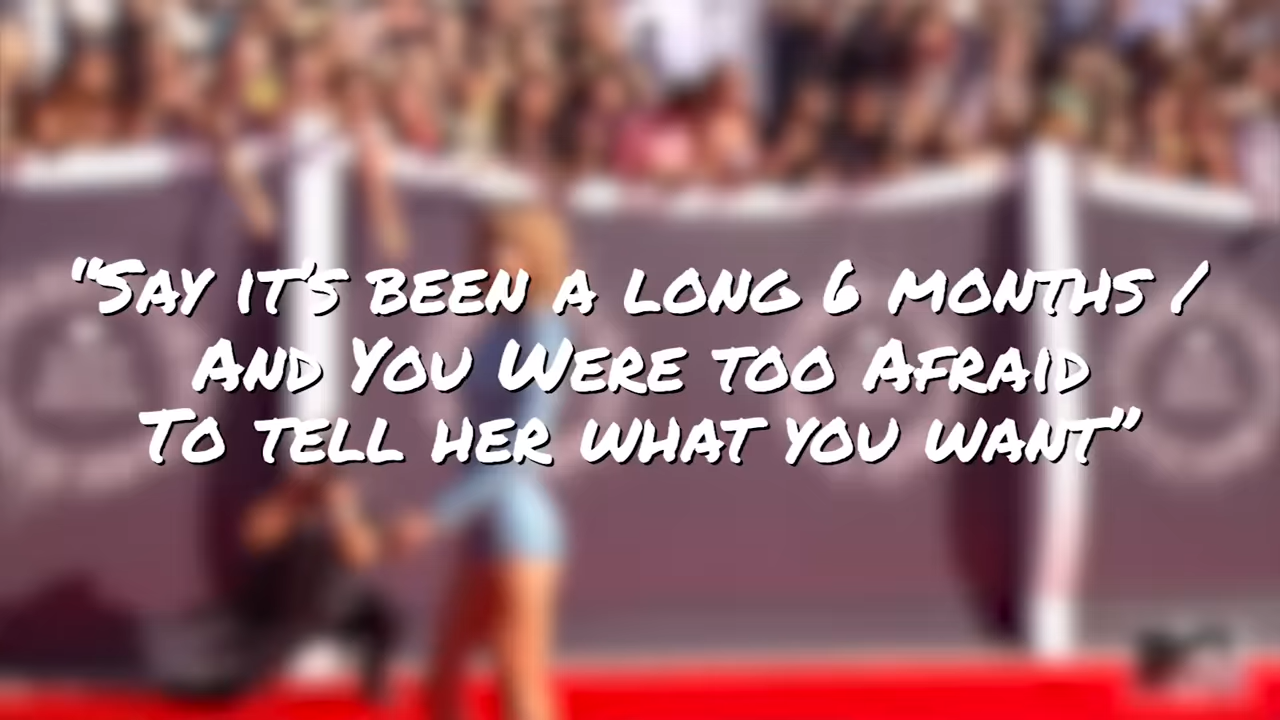 “Say it's been a long 6 months /
And You Were too Afraid
To tell her what you want”